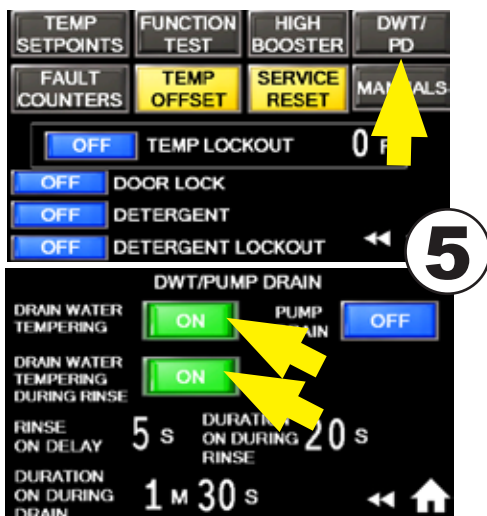 TEMP SETPOINTS
FUNCTION TEST
HIGH BOOSTER
DWT/ PD
FAULT COUNTERS
TEMP OFFSET
SERVICE RESET
OFF TEMP LOCKOUT 0
OFF DOOR LOCK
OFF DETERGENT
OFF DETERGENT LOCKOUT
5
DWT/PUMP DRAIN
DRAIN WATER TEMPERING ON
PUMP OFF
DRAIN WATER TEMPERING DURING RINSE ON
RINSE ON DELAY 5 S
ON DURING RINSE 20 S
DURATION ON DURING DRAIN 1 M 30 S